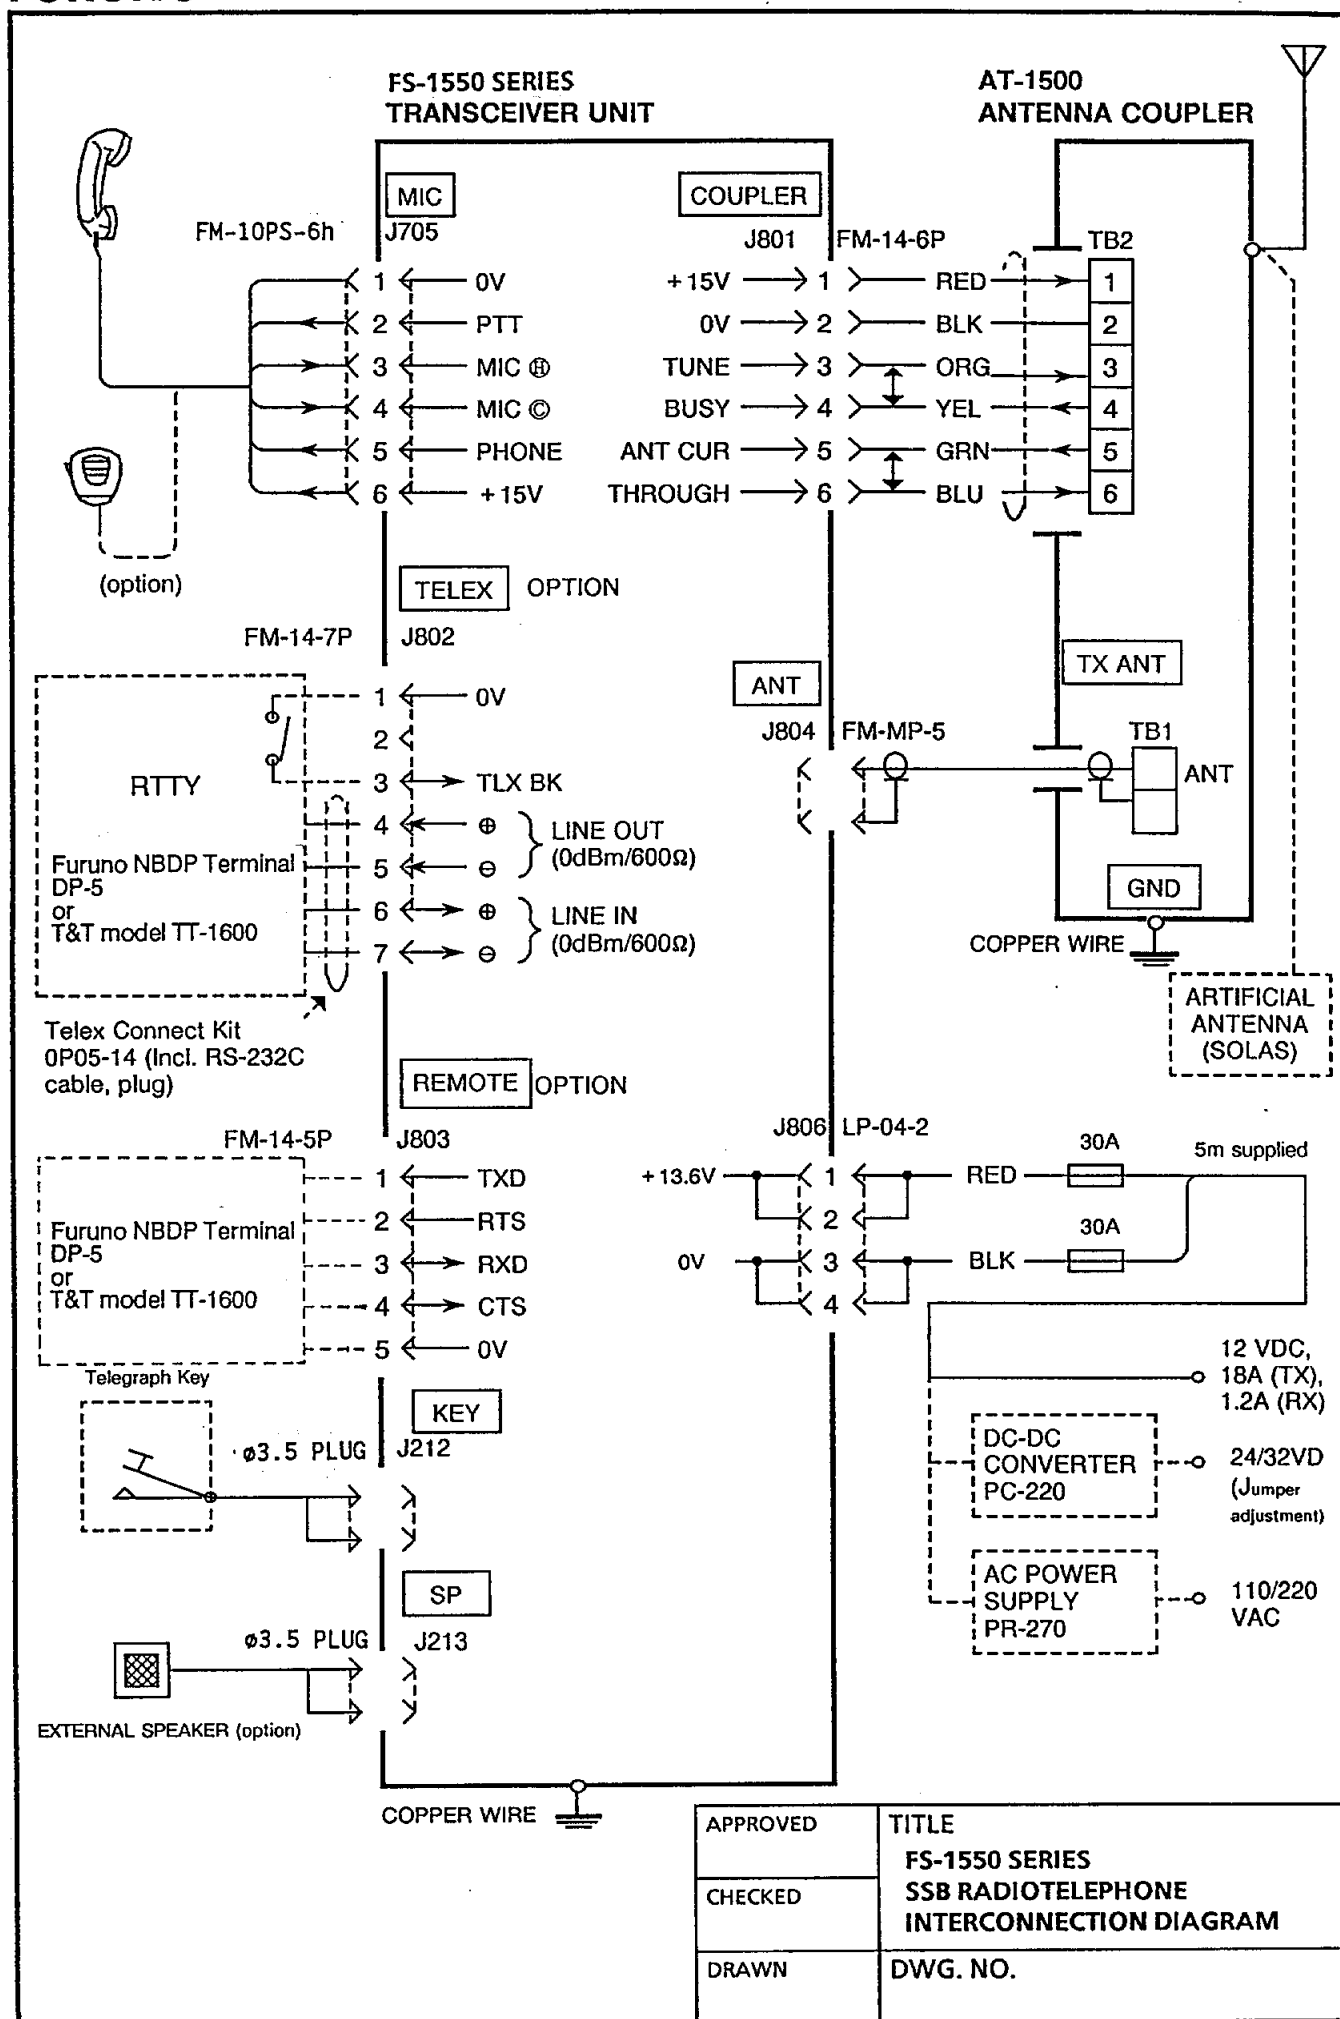 FS-1550 SERIES
TRANSCEIVER UNIT
AT-1500
ANTENNA COUPLER
MIC
FM-10PS-6h
J705
1 0V
2 PTT
3 MIC Ⓗ
4 MIC Ⓒ
5 PHONE
6 +15V
(option)
COUPLER
J801
FM-14-6P
TB2
+15V 1 RED 1
0V 2 BLK 2
TUNE 3 ORG 3
BUSY 4 YEL 4
ANT CUR 5 GRN 5
THROUGH 6 BLU 6
TELEX OPTION
FM-14-7P
J802
1 0V
2
3 TLX BK
4 ⊕
5 ⊖
LINE OUT
(0dBm/600Ω)
6 ⊕
7 ⊖
LINE IN
(0dBm/600Ω)
RTTY
Furuno NBDP Terminal
DP-5
or
T&T model TT-1600
Telex Connect Kit
0P05-14 (Incl. RS-232C
cable, plug)
ANT
J804
FM-MP-5
TX ANT
TB1
ANT
GND
COPPER WIRE
ARTIFICIAL
ANTENNA
(SOLAS)
REMOTE OPTION
FM-14-5P
J803
1 TXD
2 RTS
3 RXD
4 CTS
5 0V
Furuno NBDP Terminal
DP-5
or
T&T model TT-1600
J806
LP-04-2
+13.6V 1 RED 30A
2
0V 3 BLK 30A
4
5m supplied
12 VDC,
18A (TX),
1.2A (RX)
DC-DC
CONVERTER
PC-220
24/32VD
(Jumper
adjustment)
AC POWER
SUPPLY
PR-270
110/220
VAC
Telegraph Key
KEY
ø3.5 PLUG
J212
SP
ø3.5 PLUG
J213
EXTERNAL SPEAKER (option)
COPPER WIRE
APPROVED
CHECKED
DRAWN
TITLE
FS-1550 SERIES
SSB RADIOTELEPHONE
INTERCONNECTION DIAGRAM
DWG. NO.